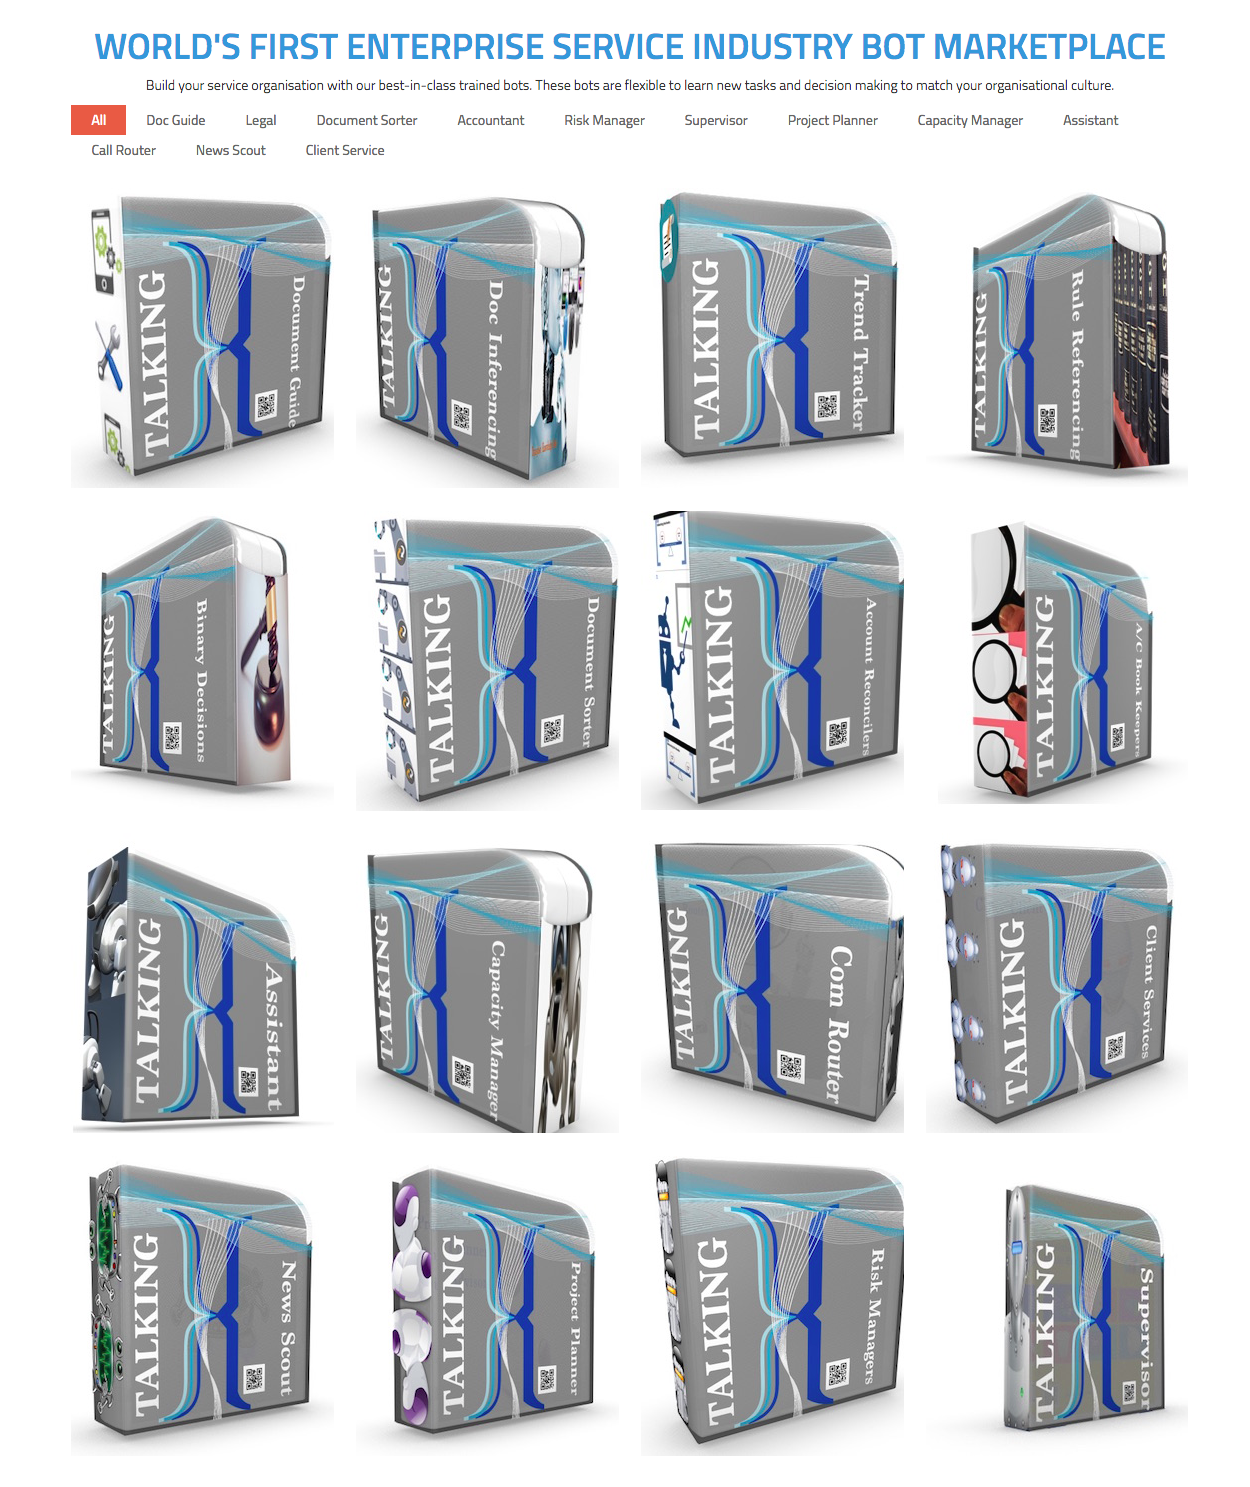 WORLD'S FIRST ENTERPRISE SERVICE INDUSTRY BOT MARKETPLACE
Build your service organisation with our best-in-class trained bots. These bots are flexible to learn new tasks and decision making to match your organisational culture.
All Doc Guide Legal Document Sorter Accountant Risk Manager Supervisor Project Planner Capacity Manager Assistant
Call Router News Scout Client Service
TALKING
Document Guide
TALKING
Doc Inferencing
TALKING
Trend Tracker
TALKING
Rule Referencing
TALKING
Binary Decisions
TALKING
Document Sorter
TALKING
Account Reconcilers
TALKING
A/C Book Keepers
TALKING
Assistant
TALKING
Capacity Manager
TALKING
Com Router
TALKING
Client Services
TALKING
News Scout
TALKING
Project Planner
TALKING
Risk Managers
TALKING
Supervisor